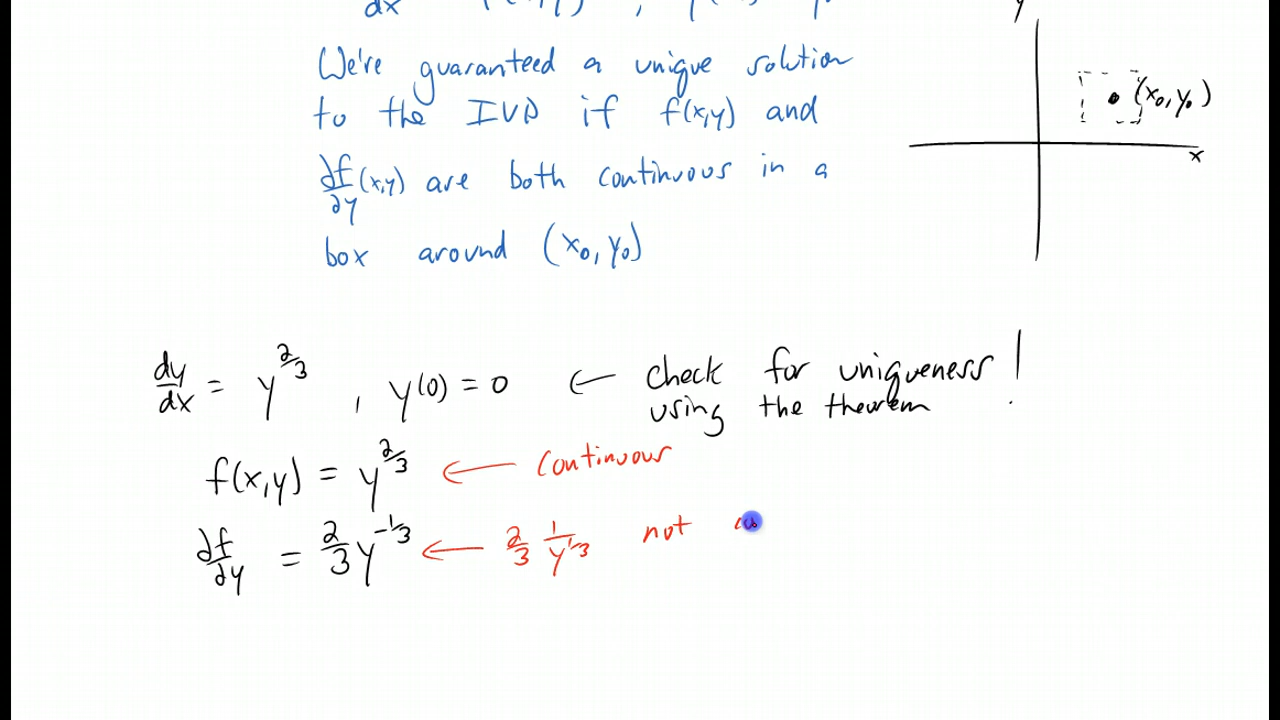 dx
y
We're guaranteed a unique solution
to the IVP if f(x,y) and
∂f/∂y (x,y) are both continuous in a
box around (x₀, y₀)
(x₀, y₀)
x
dy/dx = y^(2/3) , y(0) = 0 ← check for uniqueness!
using the theorem
f(x,y) = y^(2/3) ← continuous
∂f/∂y = 2/3 y^(-1/3) ← 2/3 1/y^(1/3) not